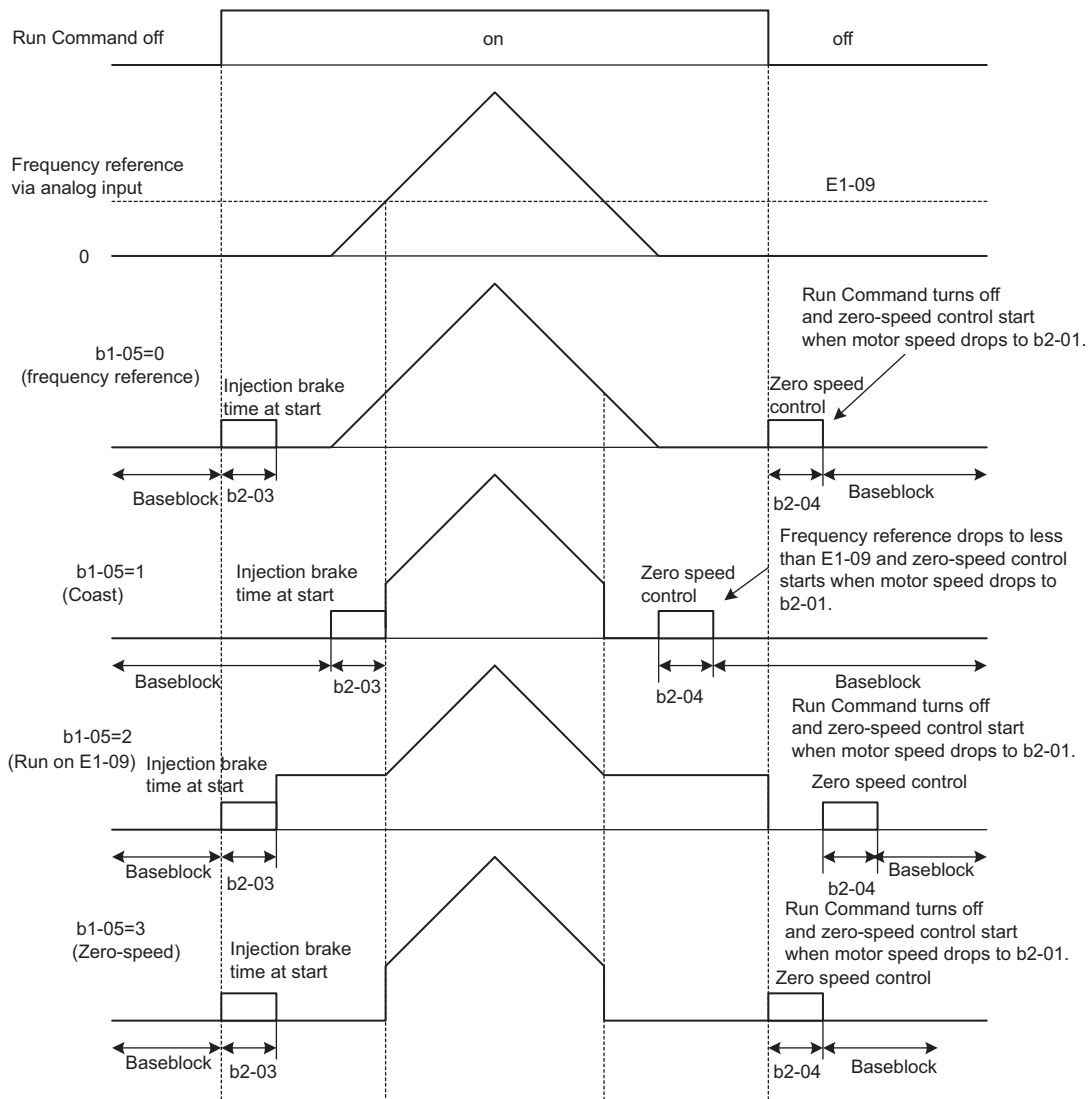 Run Command off
on
off
Frequency reference
via analog input
E1-09
0
Run Command turns off
and zero-speed control start
when motor speed drops to b2-01.
b1-05=0
(frequency reference)
Injection brake
time at start
Zero speed
control
Baseblock
b2-03
b2-04
Baseblock
Frequency reference drops to less
than E1-09 and zero-speed control
starts when motor speed drops to
b2-01.
b1-05=1
(Coast)
Injection brake
time at start
Zero speed
control
Baseblock
b2-03
b2-04
Baseblock
Run Command turns off
and zero-speed control start
when motor speed drops to b2-01.
b1-05=2
(Run on E1-09)
Injection brake
time at start
Zero speed control
Baseblock
b2-03
b2-04
Baseblock
Run Command turns off
and zero-speed control start
when motor speed drops to b2-01.
b1-05=3
(Zero-speed)
Injection brake
time at start
Zero speed control
Baseblock
b2-03
b2-04
Baseblock